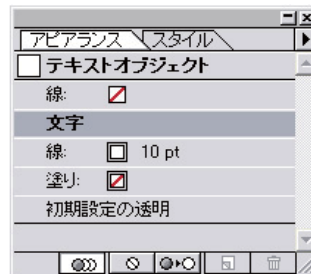 アピアランス スタイル
テキストオブジェクト
線:
文字
線: 10 pt
塗り:
初期設定の透明